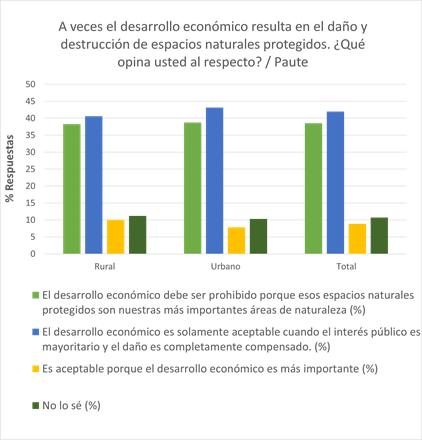 A veces el desarrollo económico resulta en el daño y
destrucción de espacios naturales protegidos. ¿Qué
opina usted al respecto? / Paute
% Respuestas
50
45
40
35
30
25
20
15
10
5
0
Rural
Urbano
Total
El desarrollo económico debe ser prohibido porque esos espacios naturales
protegidos son nuestras más importantes áreas de naturaleza (%)
El desarrollo económico es solamente aceptable cuando el interés público es
mayoritario y el daño es completamente compensado. (%)
Es aceptable porque el desarrollo económico es más importante (%)
No lo sé (%)